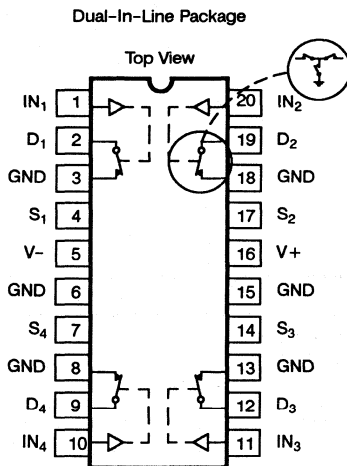 Dual-In-Line Package
Top View
IN1 1 20 IN2
D1 2 19 D2
GND 3 18 GND
S1 4 17 S2
V- 5 16 V+
GND 6 15 GND
S4 7 14 S3
GND 8 13 GND
D4 9 12 D3
IN4 10 11 IN3